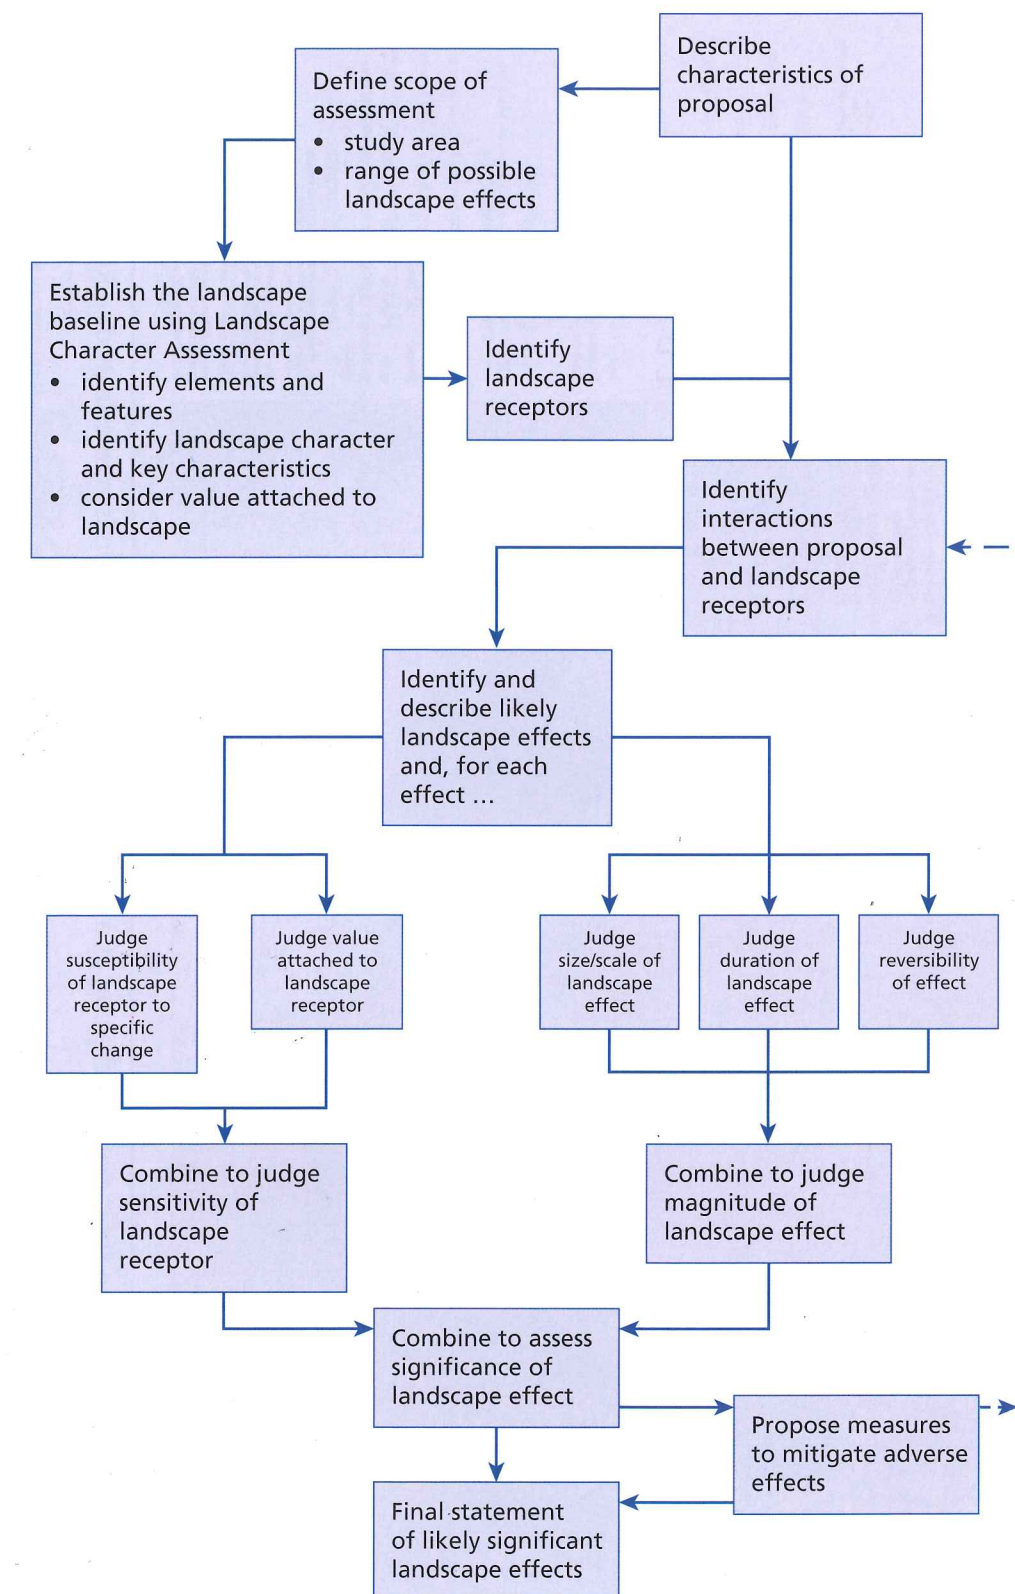 Describe
characteristics of
proposal
Define scope of
assessment
• study area
• range of possible
landscape effects
Establish the landscape
baseline using Landscape
Character Assessment
• identify elements and
features
• identify landscape character
and key characteristics
• consider value attached to
landscape
Identify
landscape
receptors
Identify
interactions
between proposal
and landscape
receptors
Identify and
describe likely
landscape effects
and, for each
effect ...
Judge
susceptibility
of landscape
receptor to
specific
change
Judge value
attached to
landscape
receptor
Judge
size/scale of
landscape
effect
Judge
duration of
landscape
effect
Judge
reversibility
of effect
Combine to judge
sensitivity of
landscape
receptor
Combine to judge
magnitude of
landscape effect
Combine to assess
significance of
landscape effect
Propose measures
to mitigate adverse
effects
Final statement
of likely significant
landscape effects